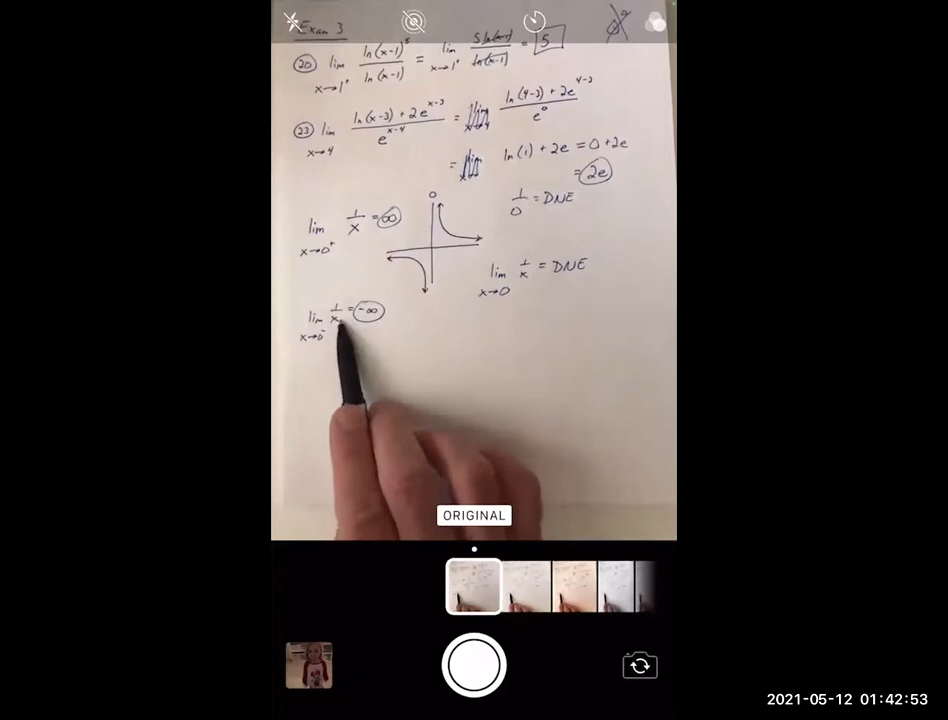 Exam 3
20 lim x→1⁺ ln(x-1)⁵ / ln(x-1) = lim x→1⁺ 5 ln(x-1) / ln(x-1) = 5
23 lim x→4 ln(x-3) + 2e^(x-3) / e^(x-4) = ln(4-3) + 2e^(4-3) / e⁰
= ln(1) + 2e = 0 + 2e
= 2e
1/0 = DNE
lim x→0⁺ 1/x = ∞
0
lim x→0 1/x = DNE
lim x→0⁻ 1/x = -∞
ORIGINAL
2021-05-12 01:42:53